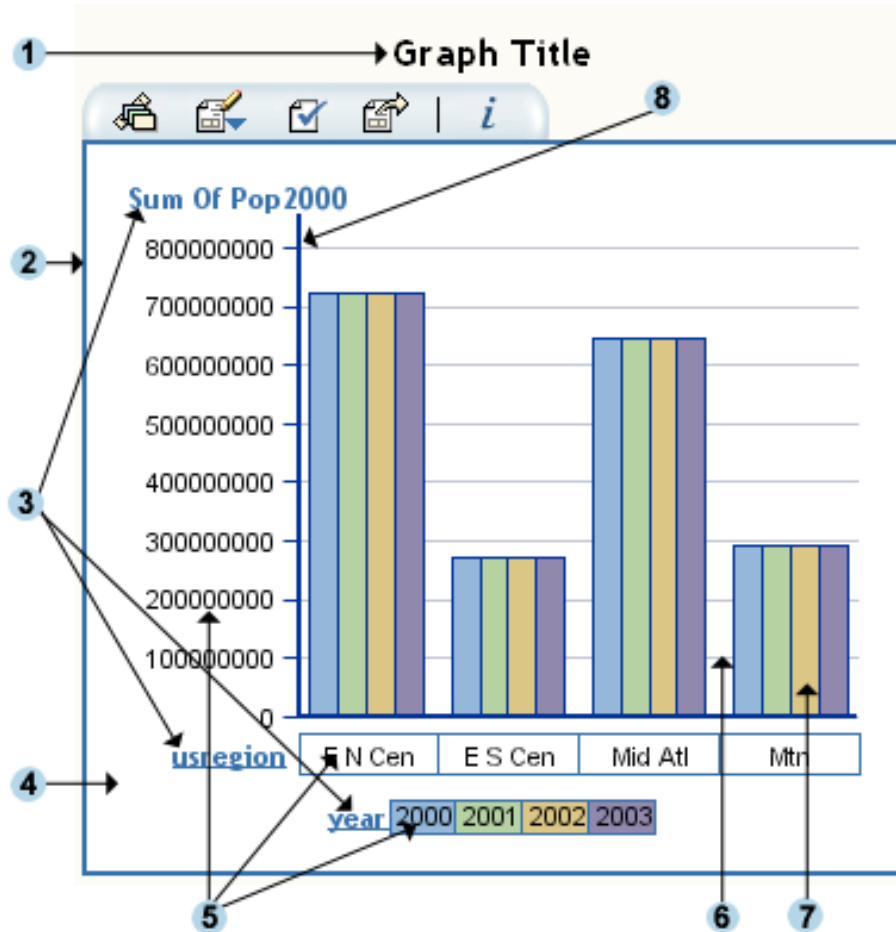 1 Graph Title
i 8
Sum Of Pop2000
2 800000000
700000000
600000000
500000000
3 400000000
300000000
200000000
100000000
0
usregion E N Cen E S Cen Mid Atl Mtn
4
year 2000 2001 2002 2003
5 6 7